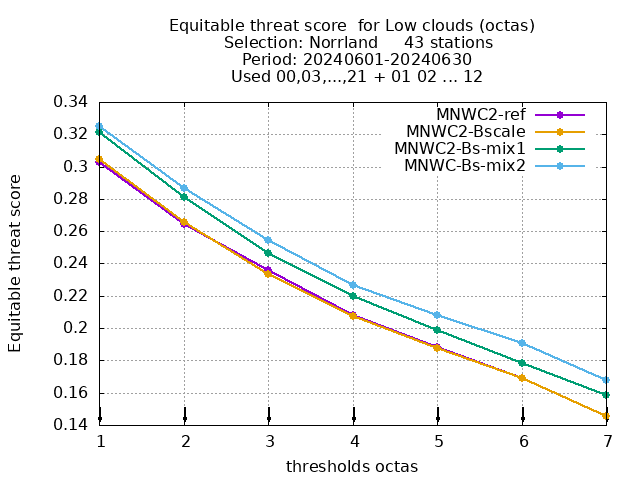 Equitable threat score  for Low clouds (octas)
Selection: Norrland     43 stations
Period: 20240601-20240630
Used 00,03,...,21 + 01 02 ... 12
MNWC2-ref
MNWC2-Bscale
MNWC2-Bs-mix1
MNWC-Bs-mix2
Equitable threat score
0.34
0.32
0.3
0.28
0.26
0.24
0.22
0.2
0.18
0.16
0.14
1 2 3 4 5 6 7
thresholds octas